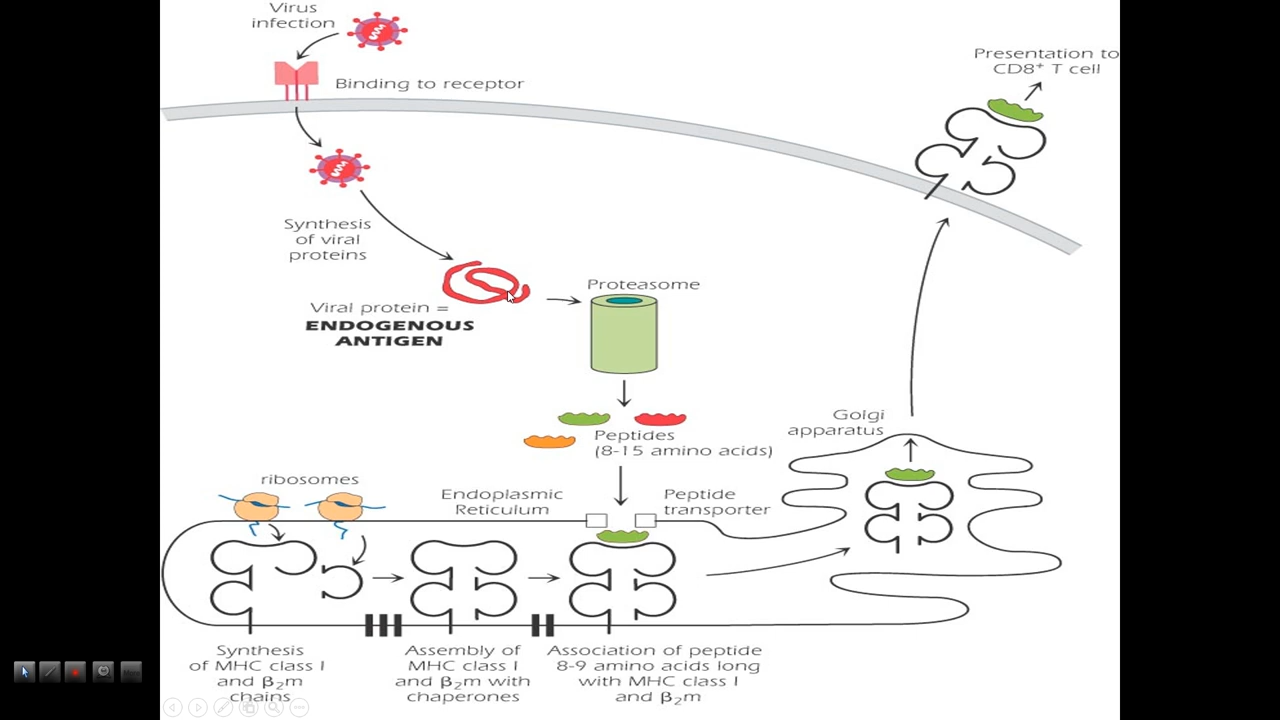 Virus
infection
Binding to receptor
Presentation to
CD8⁺ T cell
Synthesis
of viral
proteins
Viral protein =
ENDOGENOUS
ANTIGEN
Proteasome
Peptides
(8-15 amino acids)
Golgi
apparatus
ribosomes
Endoplasmic
Reticulum
Peptide
transporter
Synthesis
of MHC class I
and β₂m
chains
Assembly of
MHC class I
and β₂m with
chaperones
Association of peptide
8-9 amino acids long
with MHC class I
and β₂m